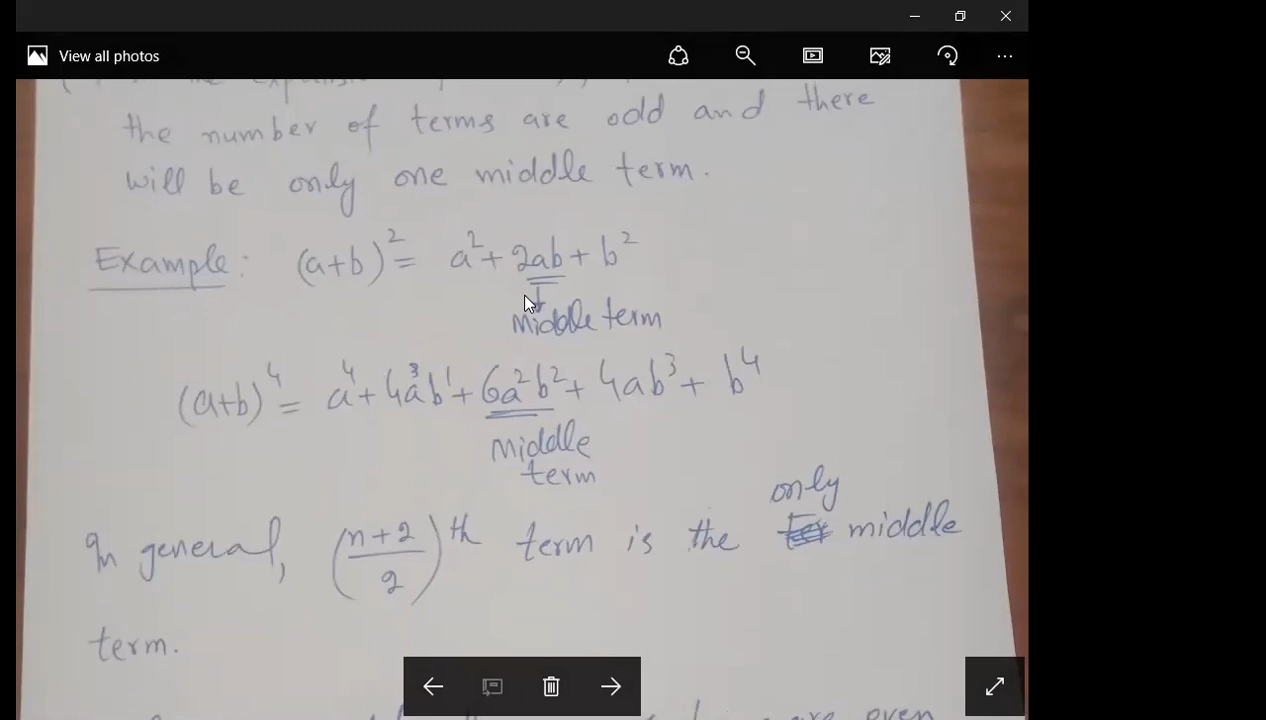 View all photos
the number of terms are odd and there
will be only one middle term.
Example: (a+b)² = a² + 2ab + b²
Middle term
(a+b)⁴ = a⁴ + 4a³b¹ + 6a²b² + 4ab³ + b⁴
Middle
term
only
In general, ((n+2)/2)th term is the middle
term.
are even